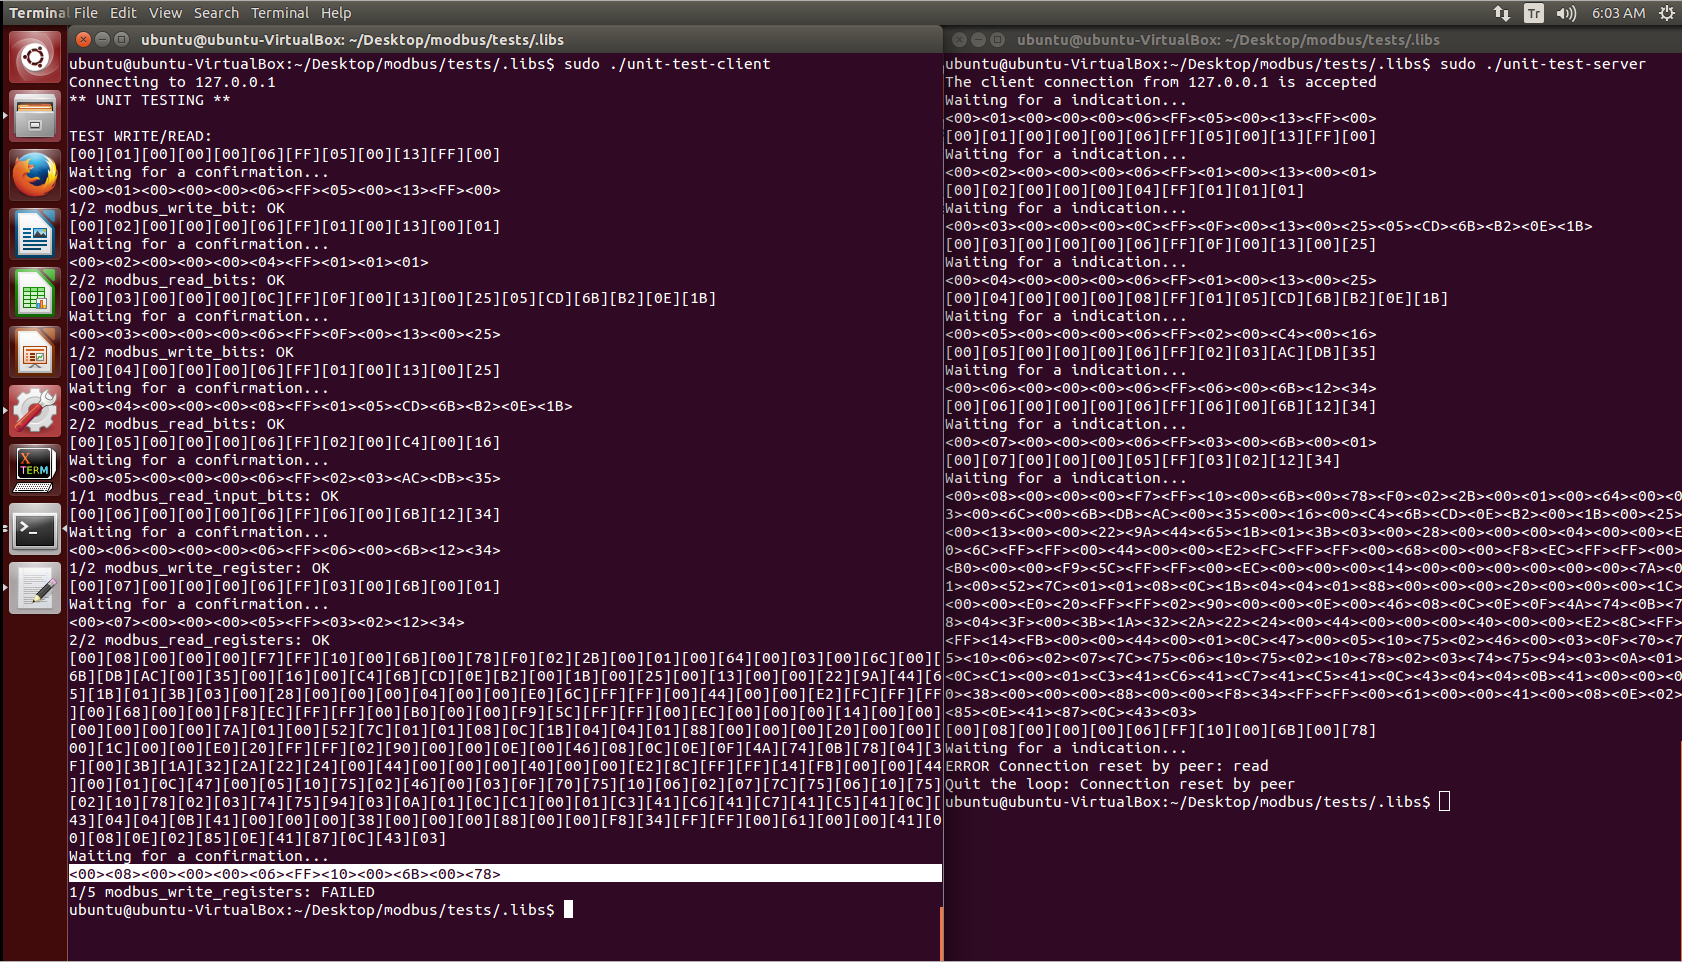 Terminal File Edit View Search Terminal Help
Tr
6:03 AM
ubuntu@ubuntu-VirtualBox: ~/Desktop/modbus/tests/.libs
ubuntu@ubuntu-VirtualBox:~/Desktop/modbus/tests/.libs$ sudo ./unit-test-client
Connecting to 127.0.0.1
** UNIT TESTING **
TEST WRITE/READ:
[00][01][00][00][00][06][FF][05][00][13][FF][00]
Waiting for a confirmation...
<00><01><00><00><00><06><FF><05><00><13><FF><00>
1/2 modbus_write_bit: OK
[00][02][00][00][00][06][FF][01][00][13][00][01]
Waiting for a confirmation...
<00><02><00><00><00><04><FF><01><01><01>
2/2 modbus_read_bits: OK
[00][03][00][00][00][0C][FF][0F][00][13][00][25][05][CD][6B][B2][0E][1B]
Waiting for a confirmation...
<00><03><00><00><00><06><FF><0F><00><13><00><25>
1/2 modbus_write_bits: OK
[00][04][00][00][00][06][FF][01][00][13][00][25]
Waiting for a confirmation...
<00><04><00><00><00><08><FF><01><05><CD><6B><B2><0E><1B>
2/2 modbus_read_bits: OK
[00][05][00][00][00][06][FF][02][00][C4][00][16]
Waiting for a confirmation...
<00><05><00><00><00><06><FF><02><03><AC><DB><35>
1/1 modbus_read_input_bits: OK
[00][06][00][00][00][06][FF][06][00][6B][12][34]
Waiting for a confirmation...
<00><06><00><00><00><06><FF><06><00><6B><12><34>
1/2 modbus_write_register: OK
[00][07][00][00][00][06][FF][03][00][6B][00][01]
Waiting for a confirmation...
<00><07><00><00><00><05><FF><03><02><12><34>
2/2 modbus_read_registers: OK
[00][08][00][00][00][F7][FF][10][00][6B][00][78][F0][02][2B][00][01][00][64][00][03][00][6C][00][
6B][DB][AC][00][35][00][16][00][C4][6B][CD][0E][B2][00][1B][00][25][00][13][00][00][22][9A][44][6
5][1B][01][3B][03][00][28][00][00][00][04][00][00][E0][6C][FF][FF][00][44][00][00][E2][FC][FF][FF
][00][68][00][00][F8][EC][FF][FF][00][B0][00][00][F9][5C][FF][FF][00][EC][00][00][00][14][00][00]
[00][00][00][00][7A][01][00][52][7C][01][01][08][0C][1B][04][04][01][88][00][00][00][20][00][00][
00][1C][00][00][E0][20][FF][FF][02][90][00][00][0E][00][46][08][0C][0E][0F][4A][74][0B][78][04][3
F][00][3B][1A][32][2A][22][24][00][44][00][00][00][40][00][00][E2][8C][FF][FF][14][FB][00][00][44
][00][01][0C][47][00][05][10][75][02][46][00][03][0F][70][75][10][06][02][07][7C][75][06][10][75]
[02][10][78][02][03][74][75][94][03][0A][01][0C][C1][00][01][C3][41][C6][41][C7][41][C5][41][0C][
43][04][04][0B][41][00][00][00][38][00][00][00][88][00][00][F8][34][FF][FF][00][61][00][00][41][0
0][08][0E][02][85][0E][41][87][0C][43][03]
Waiting for a confirmation...
<00><08><00><00><00><06><FF><10><00><6B><00><78>
1/5 modbus_write_registers: FAILED
ubuntu@ubuntu-VirtualBox:~/Desktop/modbus/tests/.libs$
ubuntu@ubuntu-VirtualBox: ~/Desktop/modbus/tests/.libs
ubuntu@ubuntu-VirtualBox:~/Desktop/modbus/tests/.libs$ sudo ./unit-test-server
The client connection from 127.0.0.1 is accepted
Waiting for a indication...
<00><01><00><00><00><06><FF><05><00><13><FF><00>
[00][01][00][00][00][06][FF][05][00][13][FF][00]
Waiting for a indication...
<00><02><00><00><00><06><FF><01><00><13><00><01>
[00][02][00][00][00][04][FF][01][01][01]
Waiting for a indication...
<00><03><00><00><00><0C><FF><0F><00><13><00><25><05><CD><6B><B2><0E><1B>
[00][03][00][00][00][06][FF][0F][00][13][00][25]
Waiting for a indication...
<00><04><00><00><00><06><FF><01><00><13><00><25>
[00][04][00][00][00][08][FF][01][05][CD][6B][B2][0E][1B]
Waiting for a indication...
<00><05><00><00><00><06><FF><02><00><C4><00><16>
[00][05][00][00][00][06][FF][02][03][AC][DB][35]
Waiting for a indication...
<00><06><00><00><00><06><FF><06><00><6B><12><34>
[00][06][00][00][00][06][FF][06][00][6B][12][34]
Waiting for a indication...
<00><07><00><00><00><06><FF><03><00><6B><00><01>
[00][07][00][00][00][05][FF][03][02][12][34]
Waiting for a indication...
<00><08><00><00><00><F7><FF><10><00><6B><00><78><F0><02><2B><00><01><00><64><00><0
3><00><6C><00><6B><DB><AC><00><35><00><16><00><C4><6B><CD><0E><B2><00><1B><00><25>
<00><13><00><00><22><9A><44><65><1B><01><3B><03><00><28><00><00><00><04><00><00><E
0><6C><FF><FF><00><44><00><00><E2><FC><FF><FF><00><68><00><00><F8><EC><FF><FF><00>
<B0><00><00><F9><5C><FF><FF><00><EC><00><00><00><14><00><00><00><00><00><00><7A><0
1><00><52><7C><01><01><08><0C><1B><04><04><01><88><00><00><00><20><00><00><00><1C>
<00><00><E0><20><FF><FF><02><90><00><00><0E><00><46><08><0C><0E><0F><4A><74><0B><7
8><04><3F><00><3B><1A><32><2A><22><24><00><44><00><00><00><40><00><00><E2><8C><FF>
<FF><14><FB><00><00><44><00><01><0C><47><00><05><10><75><02><46><00><03><0F><70><7
5><10><06><02><07><7C><75><06><10><75><02><10><78><02><03><74><75><94><03><0A><01>
<0C><C1><00><01><C3><41><C6><41><C7><41><C5><41><0C><43><04><04><0B><41><00><00><0
0><38><00><00><00><88><00><00><F8><34><FF><FF><00><61><00><00><41><00><08><0E><02>
<85><0E><41><87><0C><43><03>
[00][08][00][00][00][06][FF][10][00][6B][00][78]
Waiting for a indication...
ERROR Connection reset by peer: read
Quit the loop: Connection reset by peer
ubuntu@ubuntu-VirtualBox:~/Desktop/modbus/tests/.libs$
X
TERM
>_